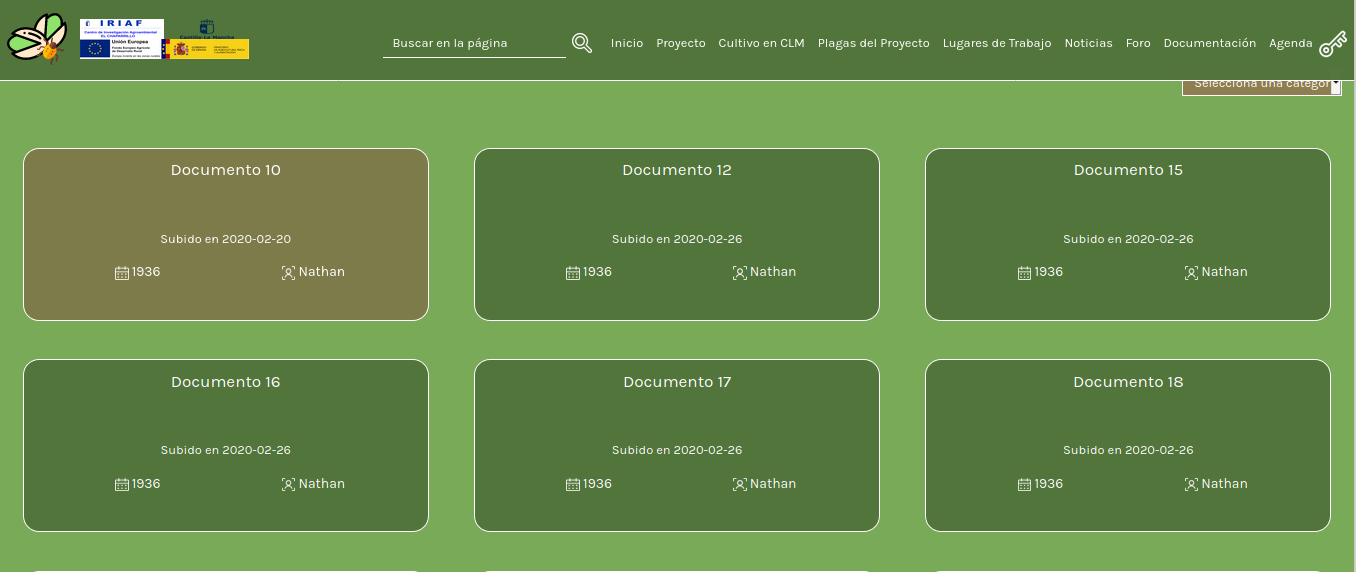 IRIAF
Centro de Investigación Agroambiental
EL CHAPARRILLO
Unión Europea
Fondo Europeo Agrícola
de Desarrollo Rural
Castilla-La Mancha
Buscar en la página
Inicio Proyecto Cultivo en CLM Plagas del Proyecto Lugares de Trabajo Noticias Foro Documentación Agenda
Selecciona una categor
Documento 10 Documento 12 Documento 15
Subido en 2020-02-20 Subido en 2020-02-26 Subido en 2020-02-26
1936 Nathan 1936 Nathan 1936 Nathan
Documento 16 Documento 17 Documento 18
Subido en 2020-02-26 Subido en 2020-02-26 Subido en 2020-02-26
1936 Nathan 1936 Nathan 1936 Nathan